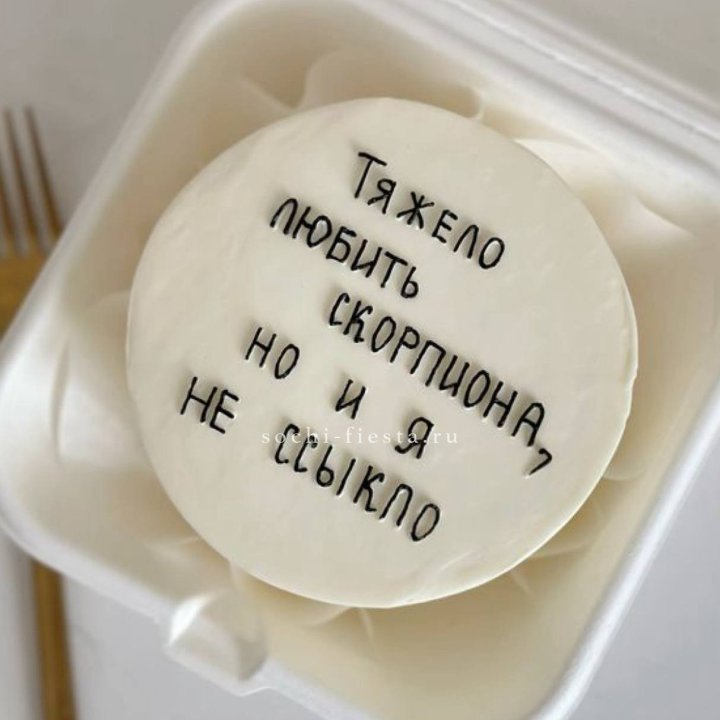 Тяжело
любить
скорпиона,
но и я
не ссыкло
sochi-fiesta.ru